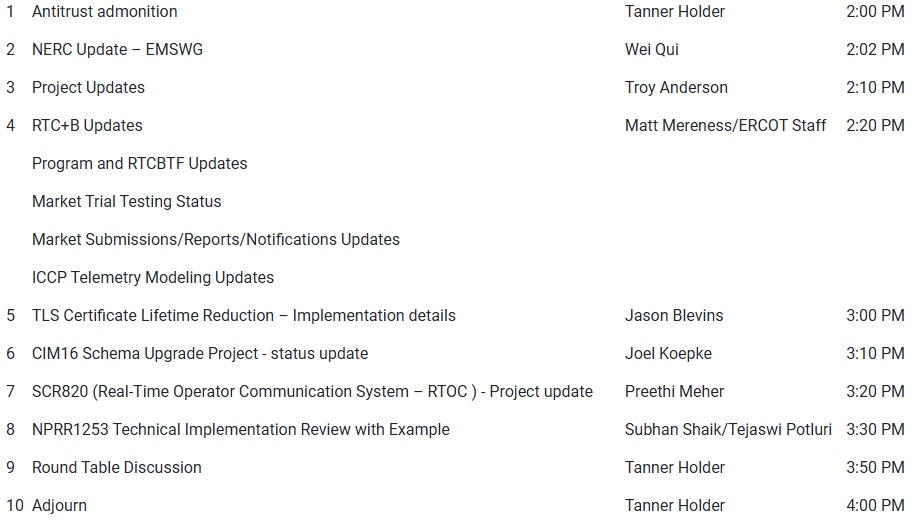 1 Antitrust admonition Tanner Holder 2:00 PM
2 NERC Update – EMSWG Wei Qui 2:02 PM
3 Project Updates Troy Anderson 2:10 PM
4 RTC+B Updates Matt Mereness/ERCOT Staff 2:20 PM
Program and RTCBTF Updates
Market Trial Testing Status
Market Submissions/Reports/Notifications Updates
ICCP Telemetry Modeling Updates
5 TLS Certificate Lifetime Reduction – Implementation details Jason Blevins 3:00 PM
6 CIM16 Schema Upgrade Project - status update Joel Koepke 3:10 PM
7 SCR820 (Real-Time Operator Communication System – RTOC ) - Project update Preethi Meher 3:20 PM
8 NPRR1253 Technical Implementation Review with Example Subhan Shaik/Tejaswi Potluri 3:30 PM
9 Round Table Discussion Tanner Holder 3:50 PM
10 Adjourn Tanner Holder 4:00 PM